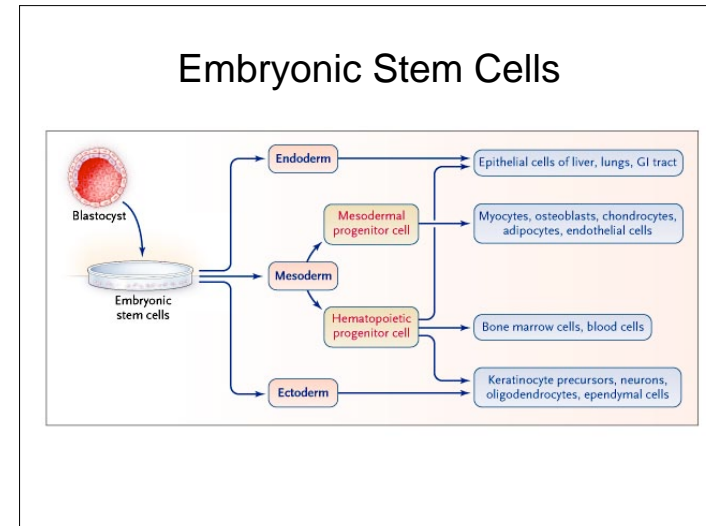 Embryonic Stem Cells
Blastocyst
Embryonic
stem cells
Endoderm
Mesoderm
Ectoderm
Mesodermal
progenitor cell
Hematopoietic
progenitor cell
Epithelial cells of liver, lungs, GI tract
Myocytes, osteoblasts, chondrocytes,
adipocytes, endothelial cells
Bone marrow cells, blood cells
Keratinocyte precursors, neurons,
oligodendrocytes, ependymal cells